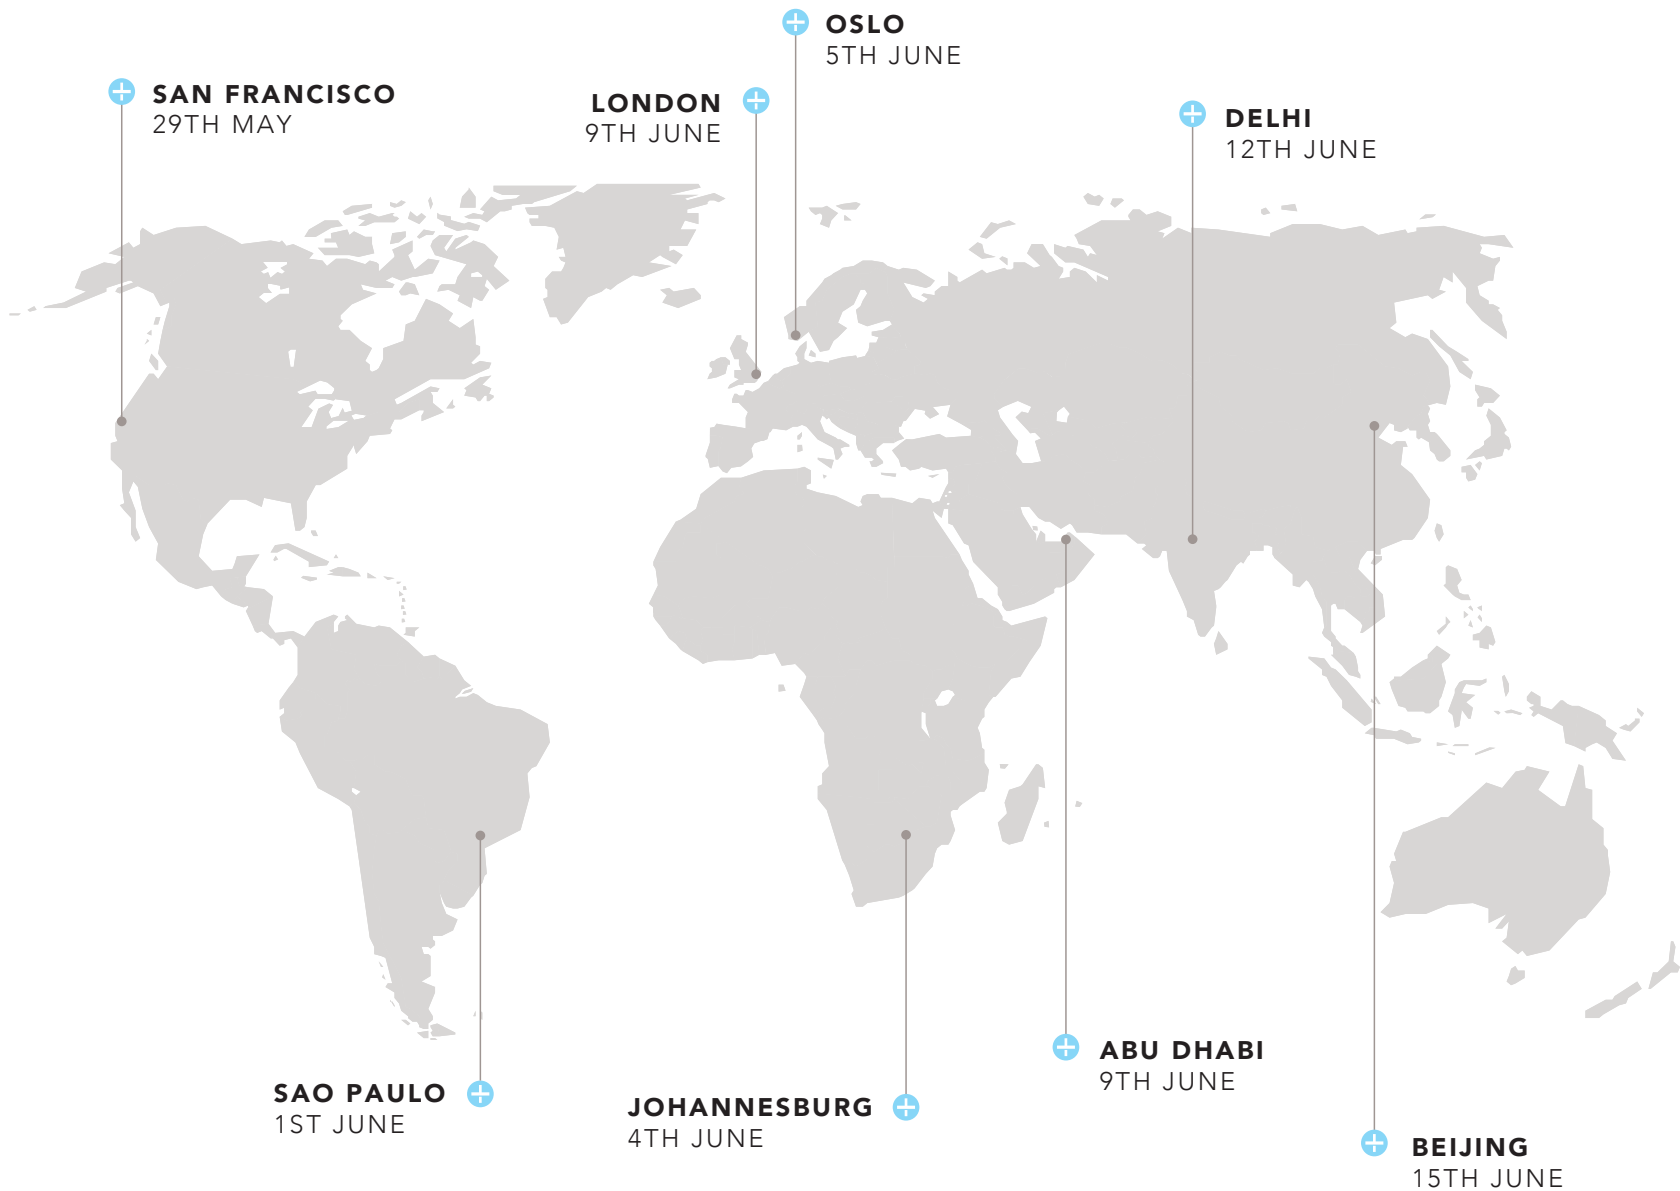 OSLO
5TH JUNE
SAN FRANCISCO
29TH MAY
LONDON
9TH JUNE
DELHI
12TH JUNE
ABU DHABI
9TH JUNE
SAO PAULO
1ST JUNE
JOHANNESBURG
4TH JUNE
BEIJING
15TH JUNE